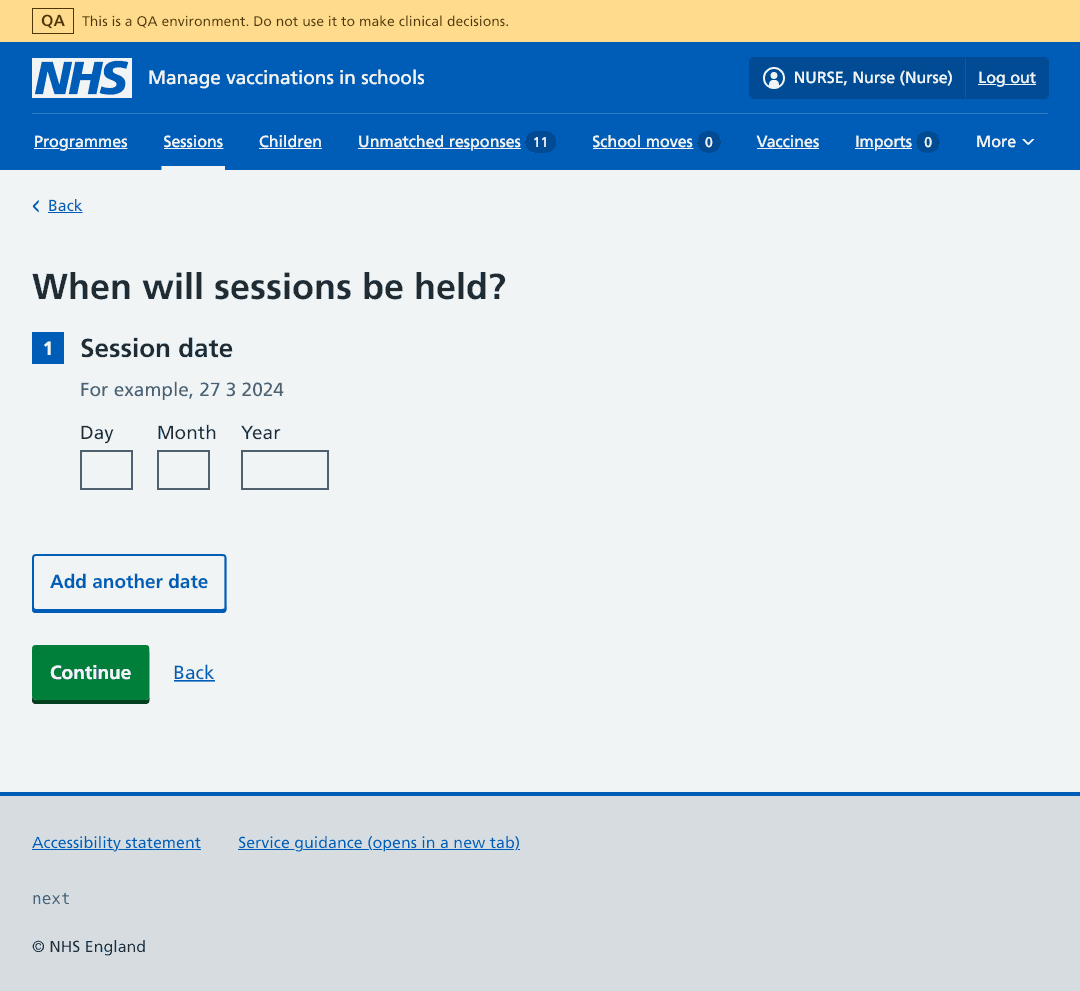 QA This is a QA environment. Do not use it to make clinical decisions.
NHS Manage vaccinations in schools NURSE, Nurse (Nurse) Log out
Programmes Sessions Children Unmatched responses 11 School moves 0 Vaccines Imports 0 More
Back
When will sessions be held?
1 Session date
For example, 27 3 2024
Day Month Year
Add another date
Continue Back
Accessibility statement Service guidance (opens in a new tab)
next
© NHS England